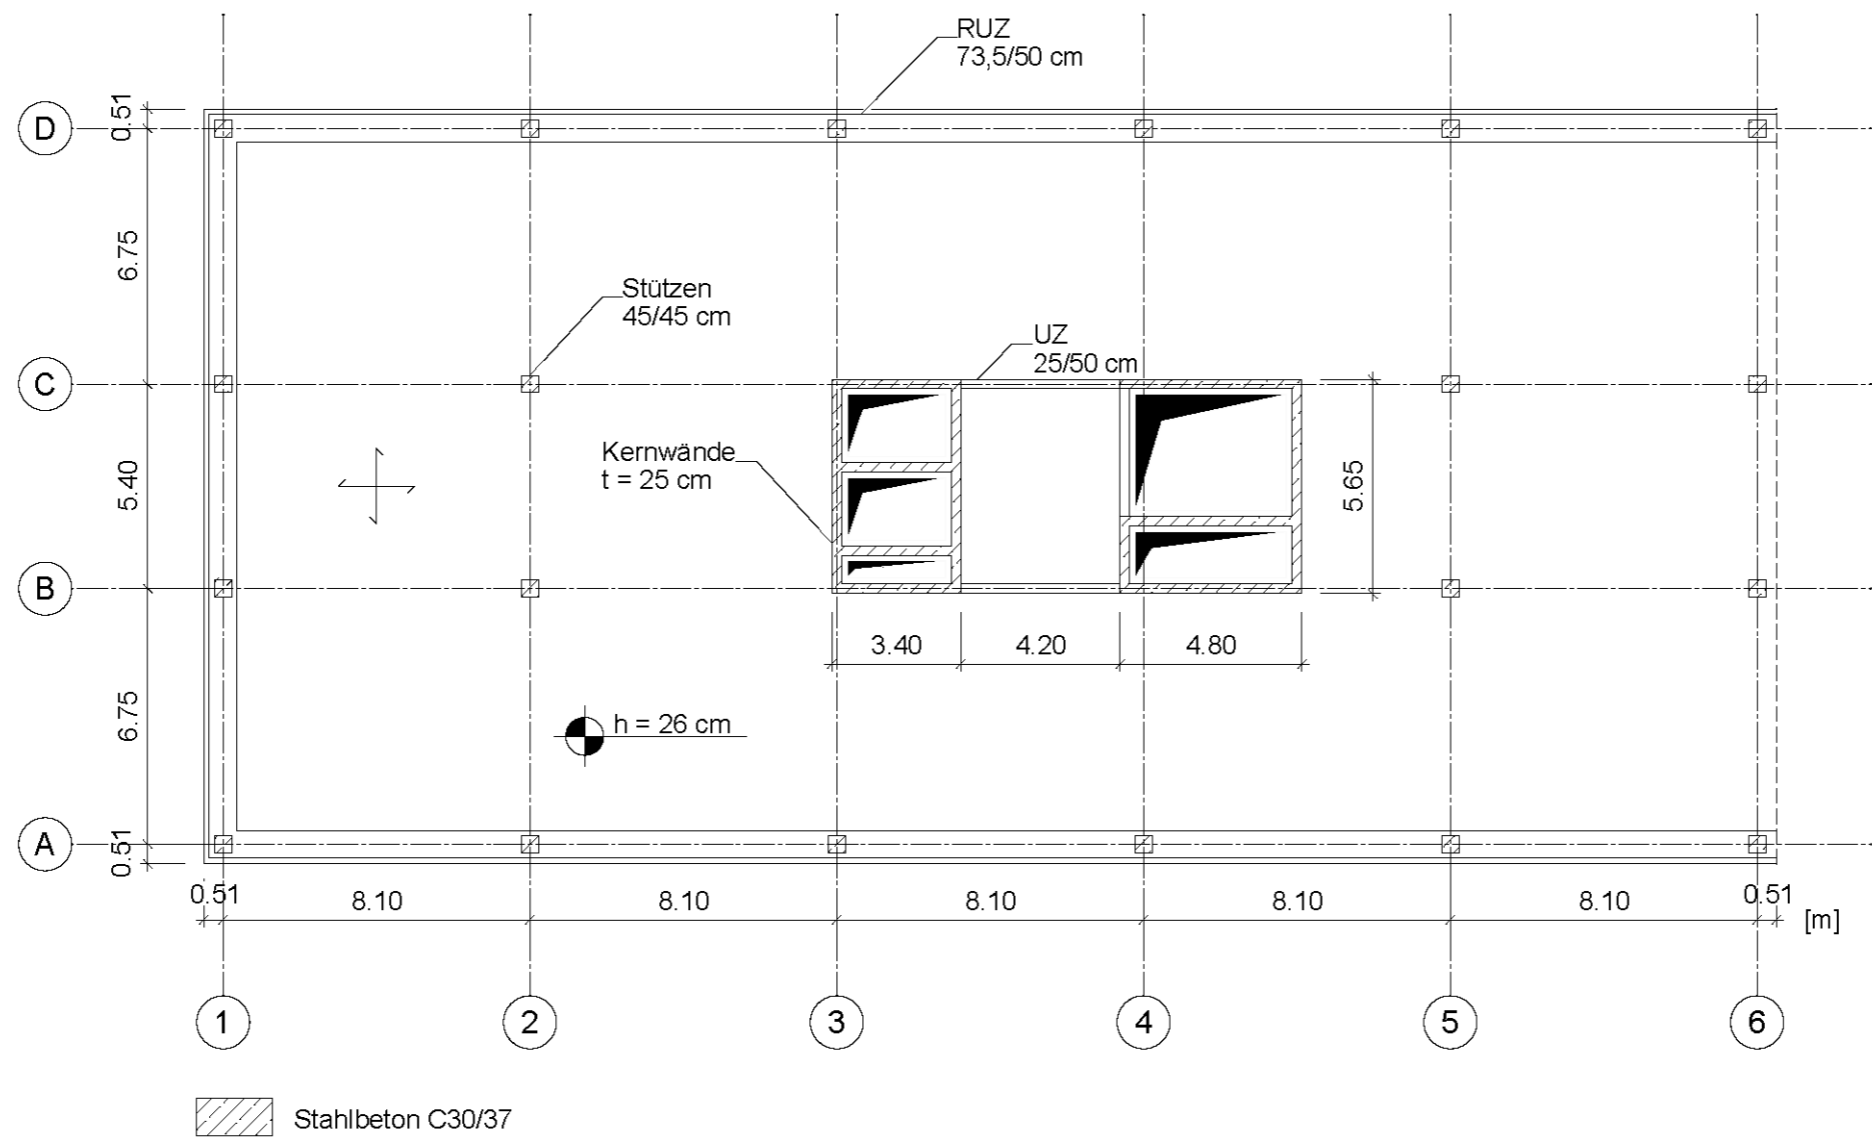 RUZ
73,5/50 cm
D
0.51
6.75
Stützen
45/45 cm
UZ
25/50 cm
C
Kernwände
t = 25 cm
5.40
5.65
B
3.40
4.20
4.80
6.75
h = 26 cm
A
0.51
0.51
8.10
8.10
8.10
8.10
8.10
0.51
[m]
1
2
3
4
5
6
Stahlbeton C30/37